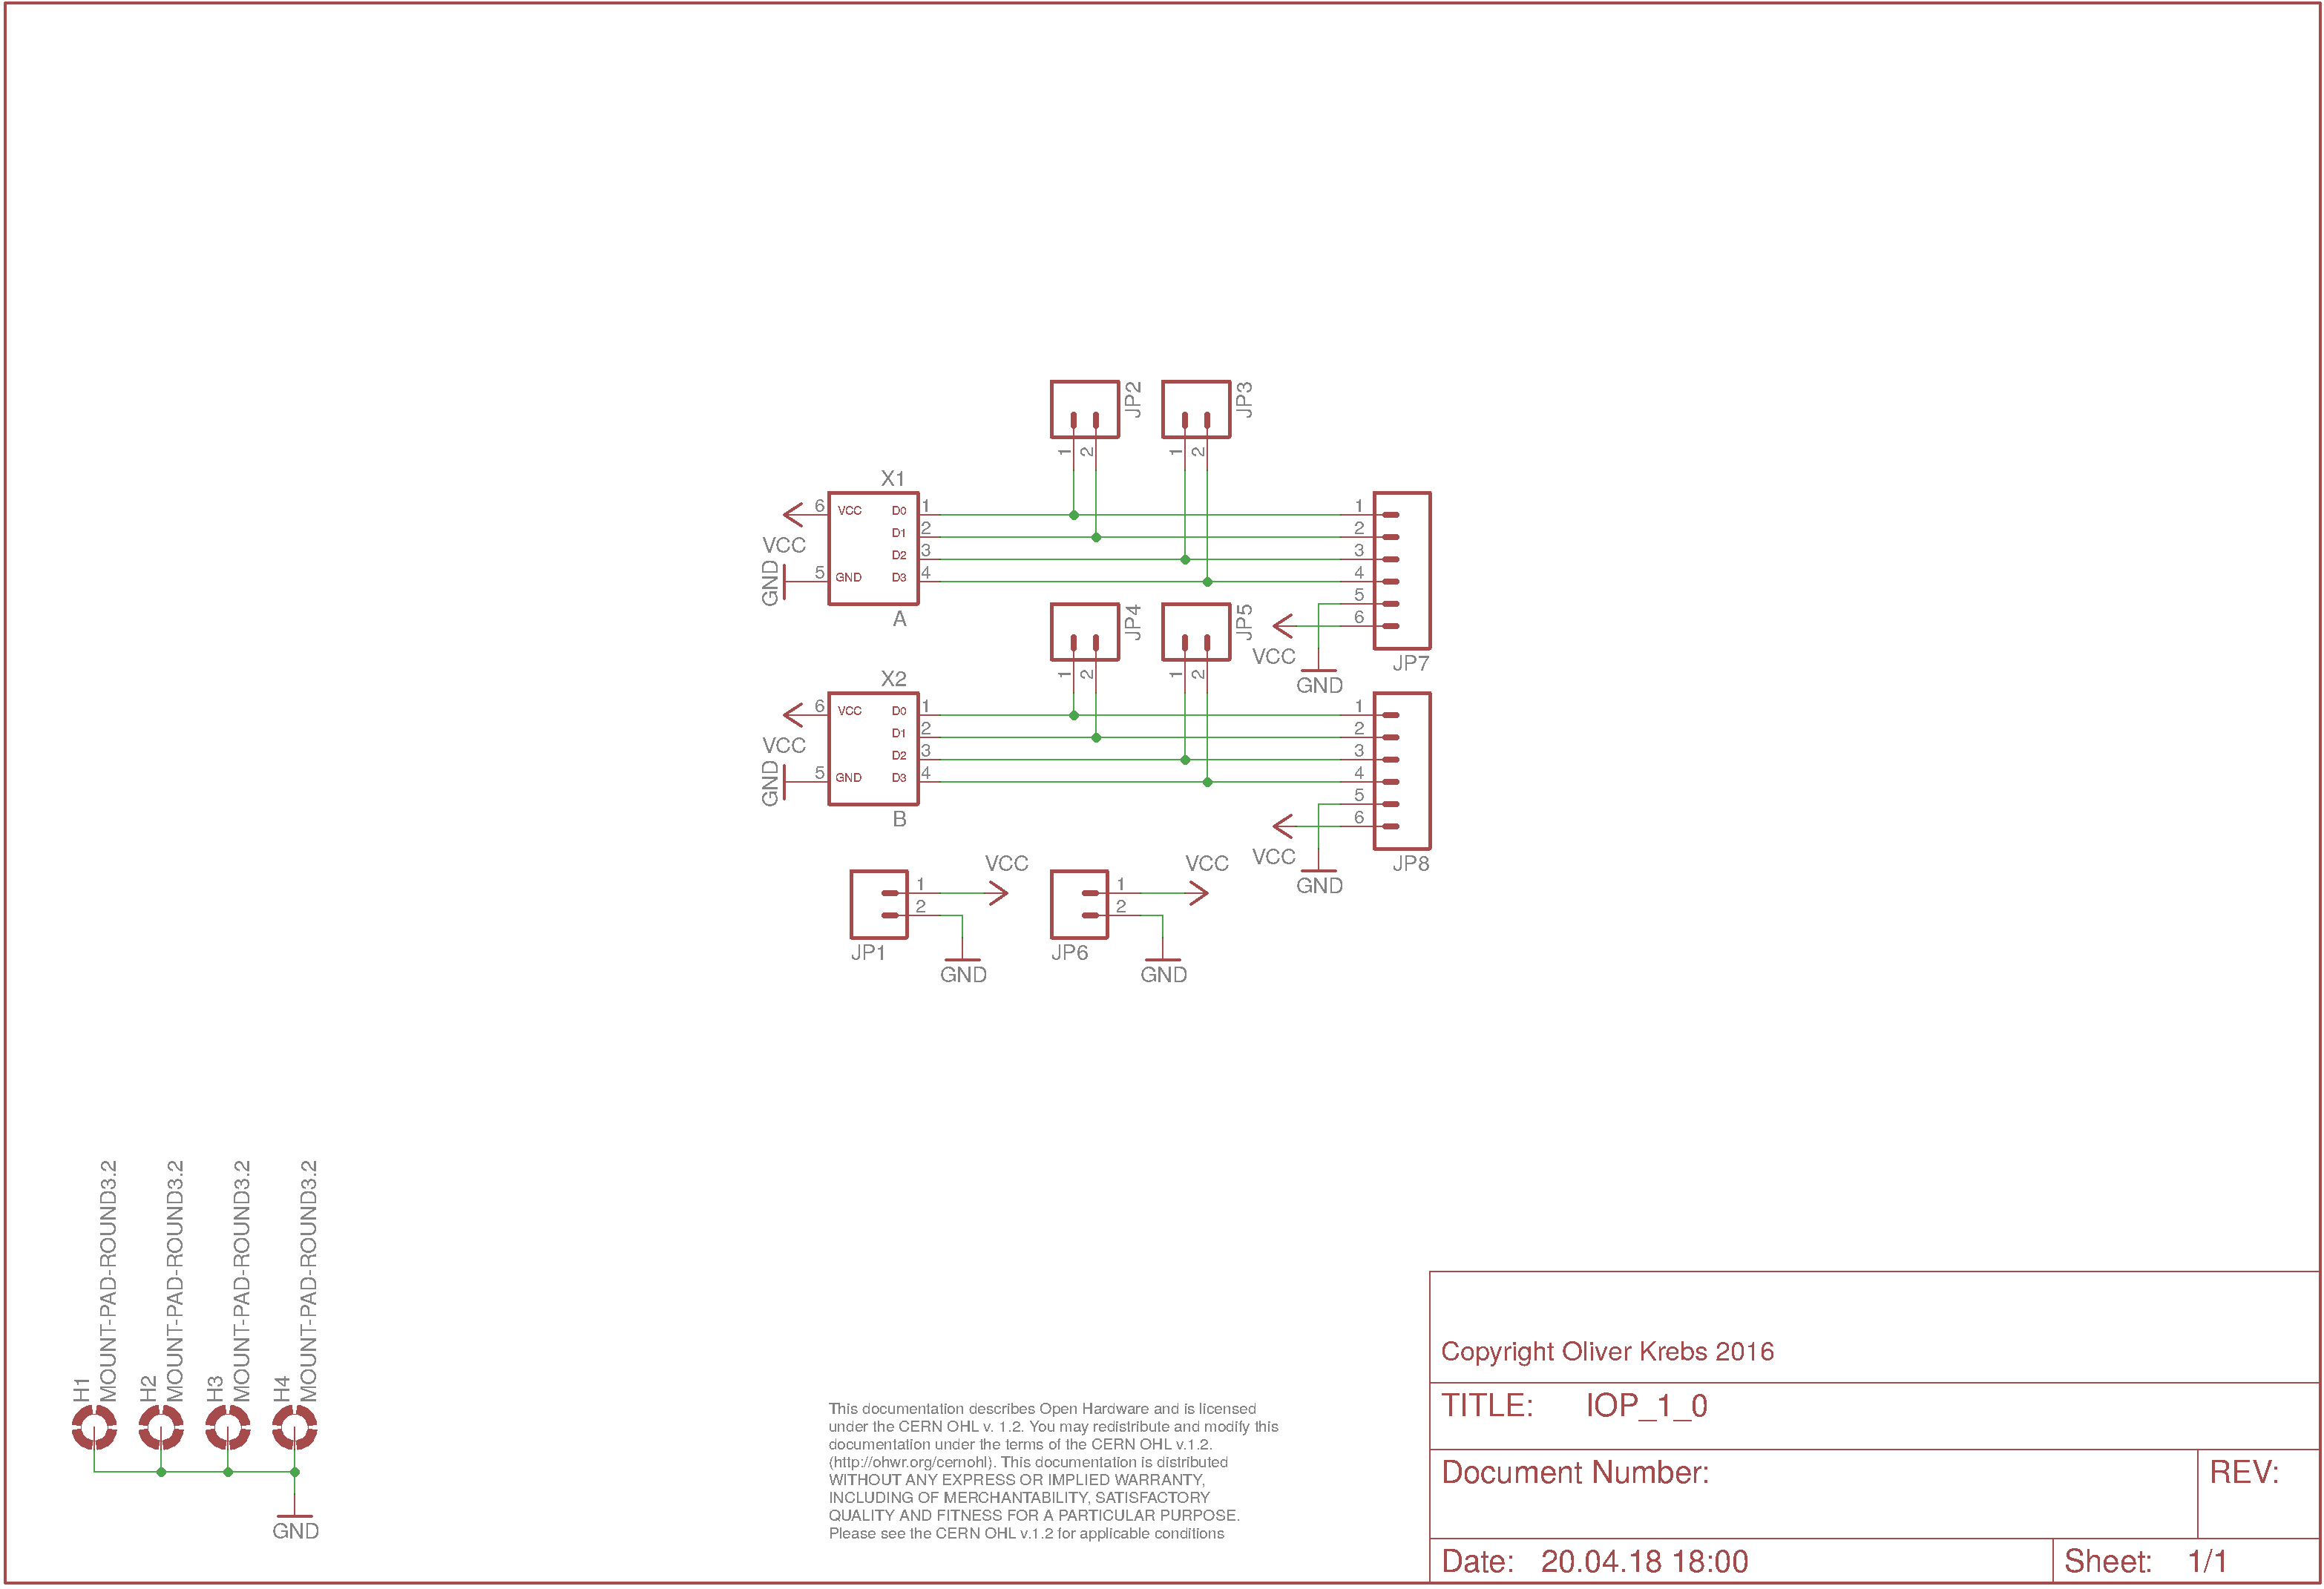 JP2
JP3
1 2 1 2
X1
6 VCC D0 1
D1 2
D2 3
5 GND D3 4
VCC
GND
A
1
2
3
4
5
6
JP7
VCC
GND
JP4
JP5
1 2 1 2
X2
6 VCC D0 1
D1 2
D2 3
5 GND D3 4
VCC
GND
B
1
2
3
4
5
6
JP8
VCC
GND
1 VCC
2
JP1
GND
1 VCC
2
JP6
GND
H1
MOUNT-PAD-ROUND3.2
H2
MOUNT-PAD-ROUND3.2
H3
MOUNT-PAD-ROUND3.2
H4
MOUNT-PAD-ROUND3.2
GND
This documentation describes Open Hardware and is licensed
under the CERN OHL v. 1.2. You may redistribute and modify this
documentation under the terms of the CERN OHL v.1.2.
(http://ohwr.org/cernohl). This documentation is distributed
WITHOUT ANY EXPRESS OR IMPLIED WARRANTY,
INCLUDING OF MERCHANTABILITY, SATISFACTORY
QUALITY AND FITNESS FOR A PARTICULAR PURPOSE.
Please see the CERN OHL v.1.2 for applicable conditions
Copyright Oliver Krebs 2016
TITLE: IOP_1_0
Document Number:
REV:
Date: 20.04.18 18:00
Sheet: 1/1